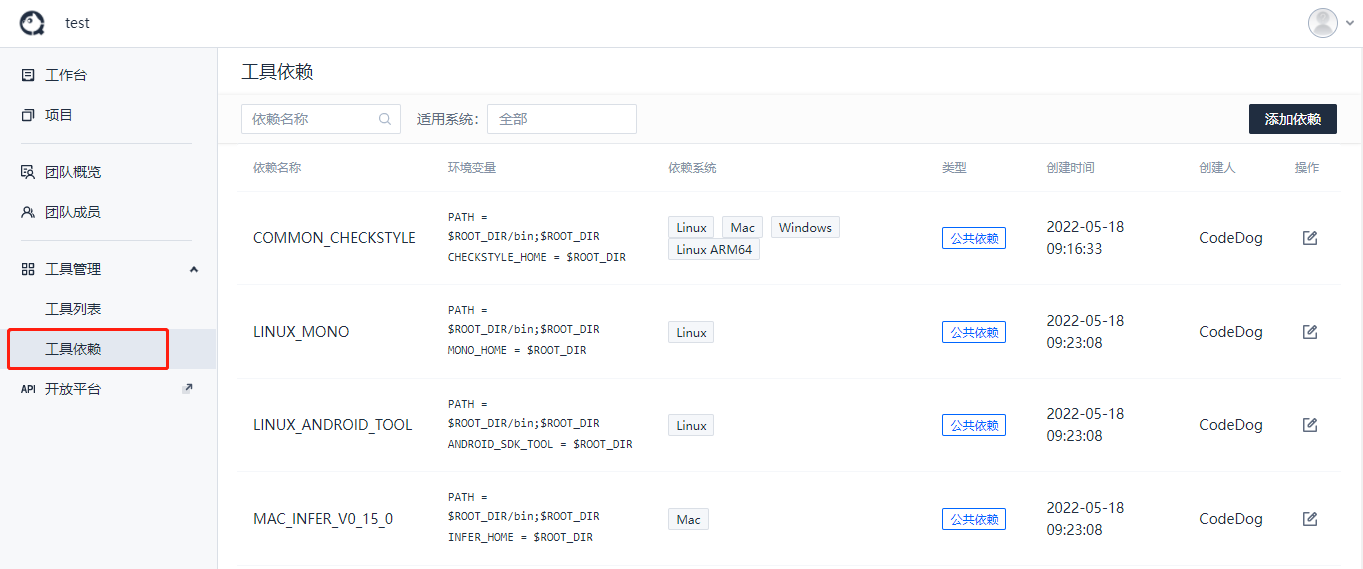 test
工作台
项目
团队概览
团队成员
工具管理
工具列表
工具依赖
API 开放平台
工具依赖
依赖名称 适用系统: 全部 添加依赖
依赖名称 环境变量 依赖系统 类型 创建时间 创建人 操作
COMMON_CHECKSTYLE
PATH =
$ROOT_DIR/bin;$ROOT_DIR
CHECKSTYLE_HOME = $ROOT_DIR
Linux Mac Windows
Linux ARM64
公共依赖
2022-05-18
09:16:33
CodeDog
LINUX_MONO
PATH =
$ROOT_DIR/bin;$ROOT_DIR
MONO_HOME = $ROOT_DIR
Linux
公共依赖
2022-05-18
09:23:08
CodeDog
LINUX_ANDROID_TOOL
PATH =
$ROOT_DIR/bin;$ROOT_DIR
ANDROID_SDK_TOOL = $ROOT_DIR
Linux
公共依赖
2022-05-18
09:23:08
CodeDog
MAC_INFER_V0_15_0
PATH =
$ROOT_DIR/bin;$ROOT_DIR
INFER_HOME = $ROOT_DIR
Mac
公共依赖
2022-05-18
09:23:08
CodeDog